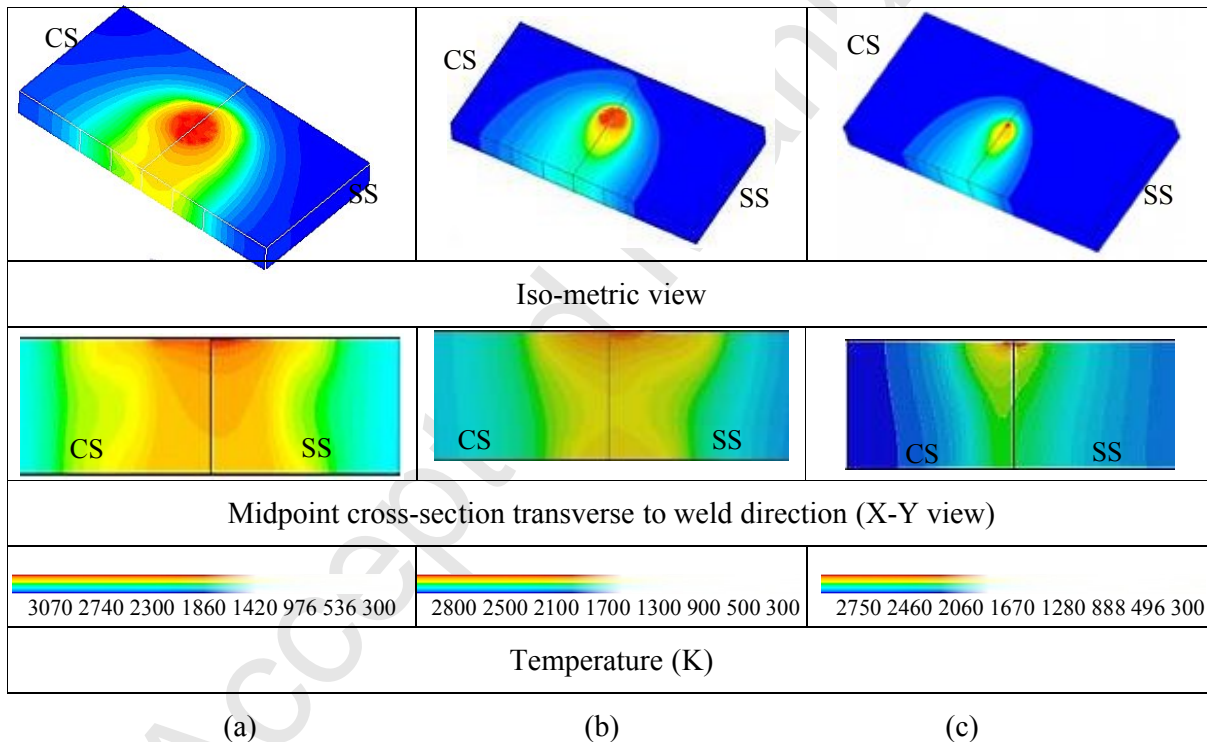 CS
SS
CS
SS
CS
SS
Iso-metric view
CS
SS
CS
SS
CS
SS
Midpoint cross-section transverse to weld direction (X-Y view)
3070 2740 2300 1860 1420 976 536 300
2800 2500 2100 1700 1300 900 500 300
2750 2460 2060 1670 1280 888 496 300
Temperature (K)
(a)
(b)
(c)
Accepted